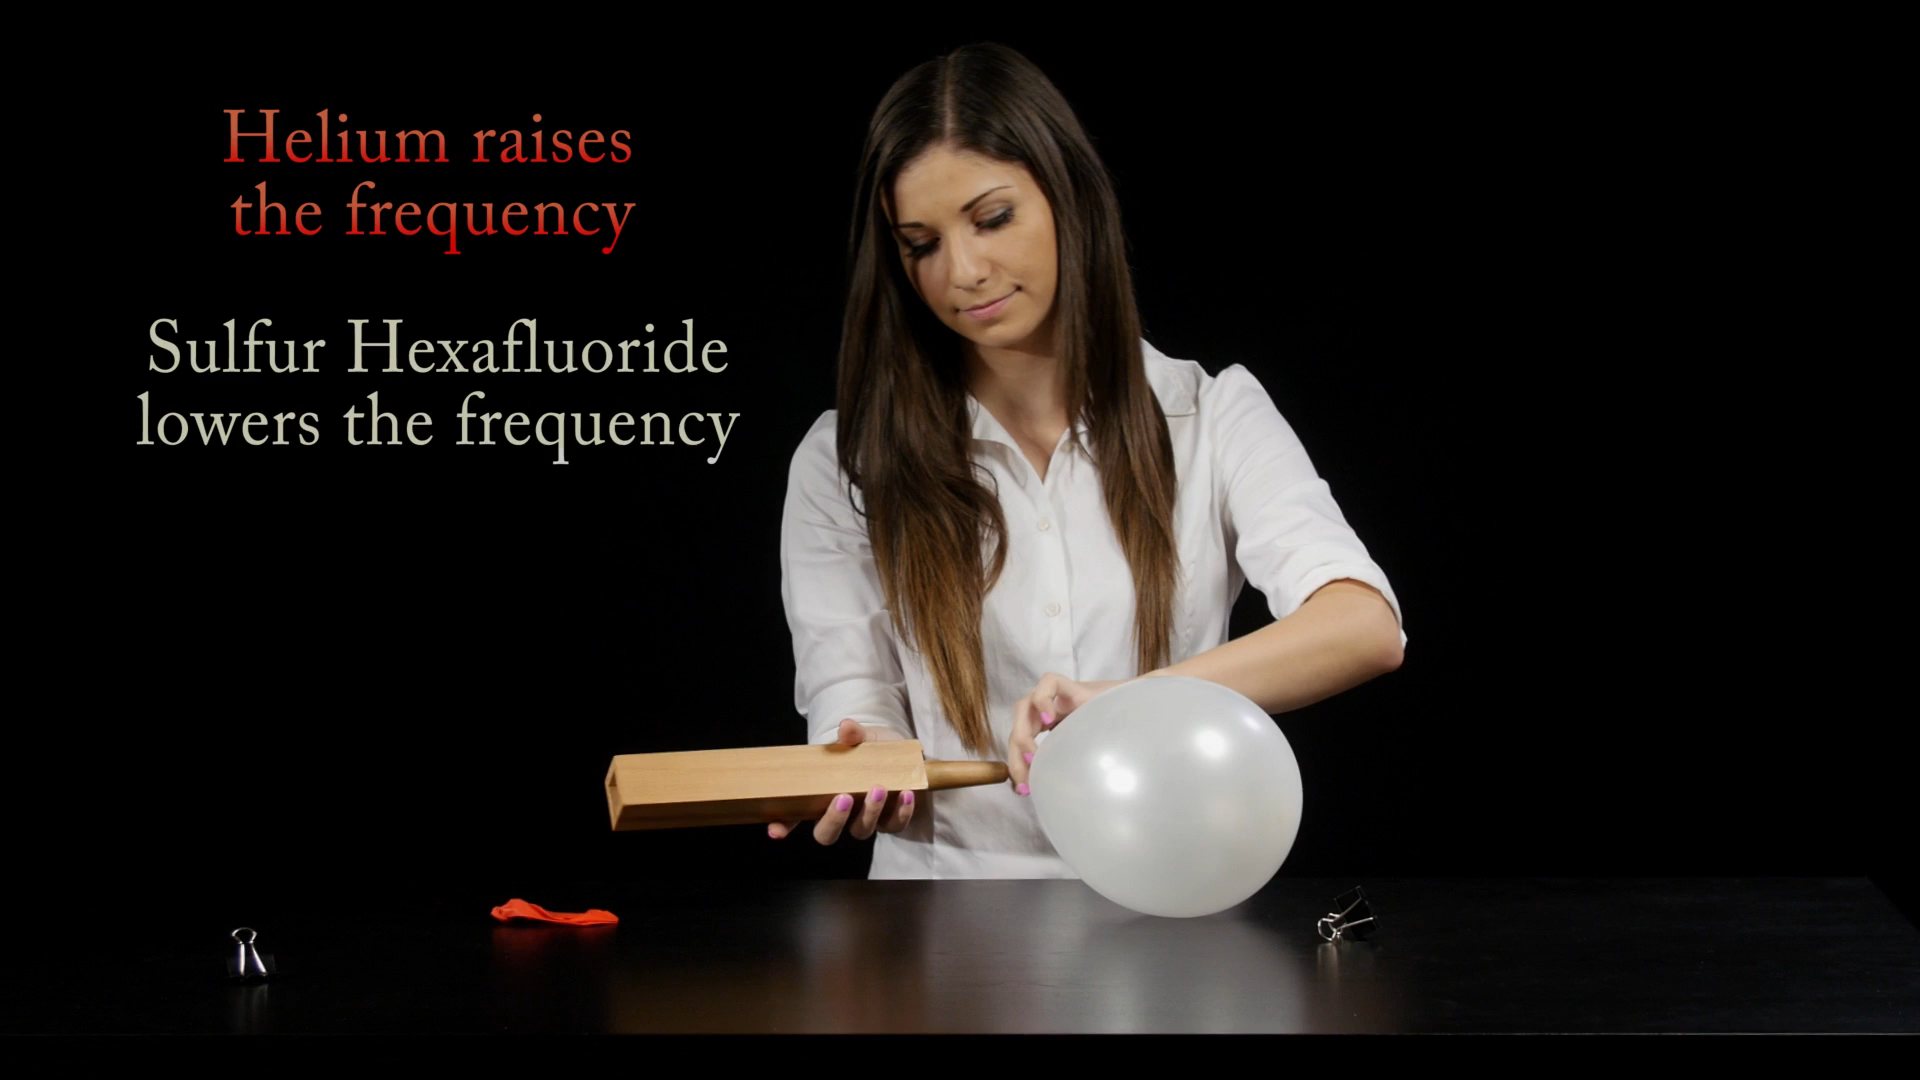 Helium raises
the frequency
Sulfur Hexafluoride
lowers the frequency